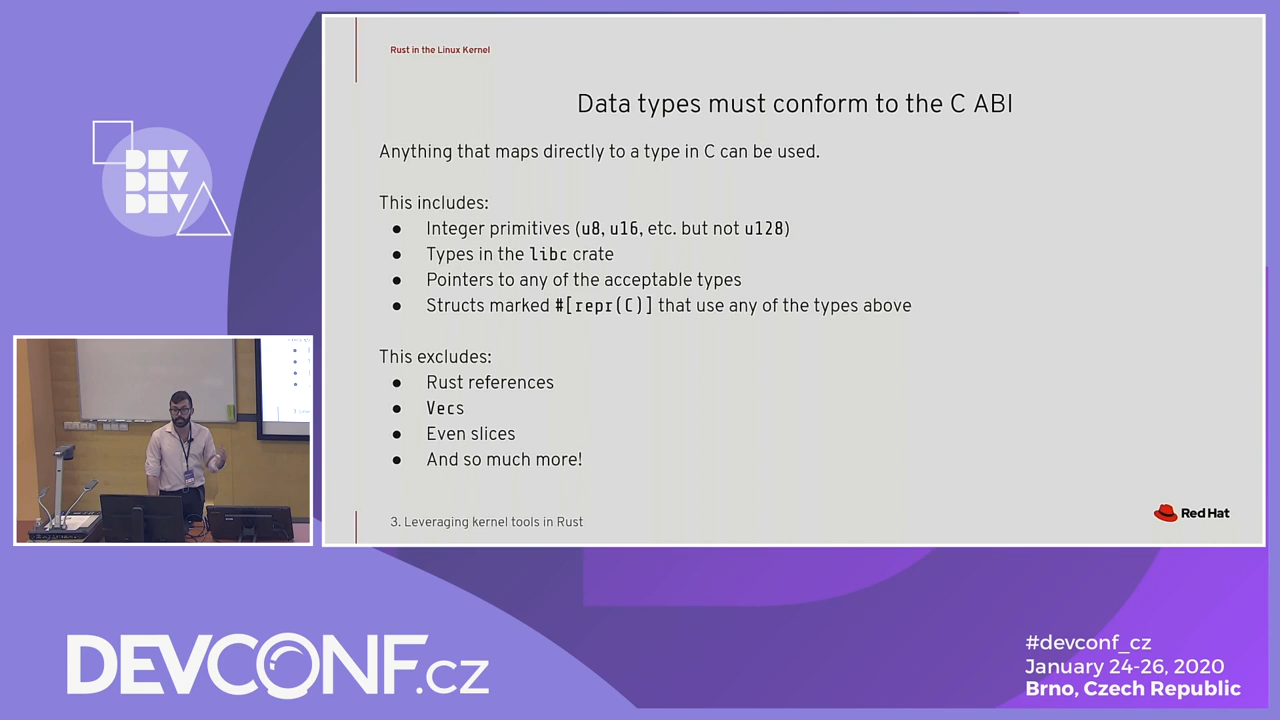 Rust in the Linux Kernel
Data types must conform to the C ABI
Anything that maps directly to a type in C can be used.
This includes:
● Integer primitives (u8, u16, etc. but not u128)
● Types in the libc crate
● Pointers to any of the acceptable types
● Structs marked #[repr(C)] that use any of the types above
This excludes:
● Rust references
● Vecs
● Even slices
● And so much more!
3. Leveraging kernel tools in Rust
Red Hat
DEV
DEV
DEV
DEVCONF.cz
#devconf_cz
January 24-26, 2020
Brno, Czech Republic